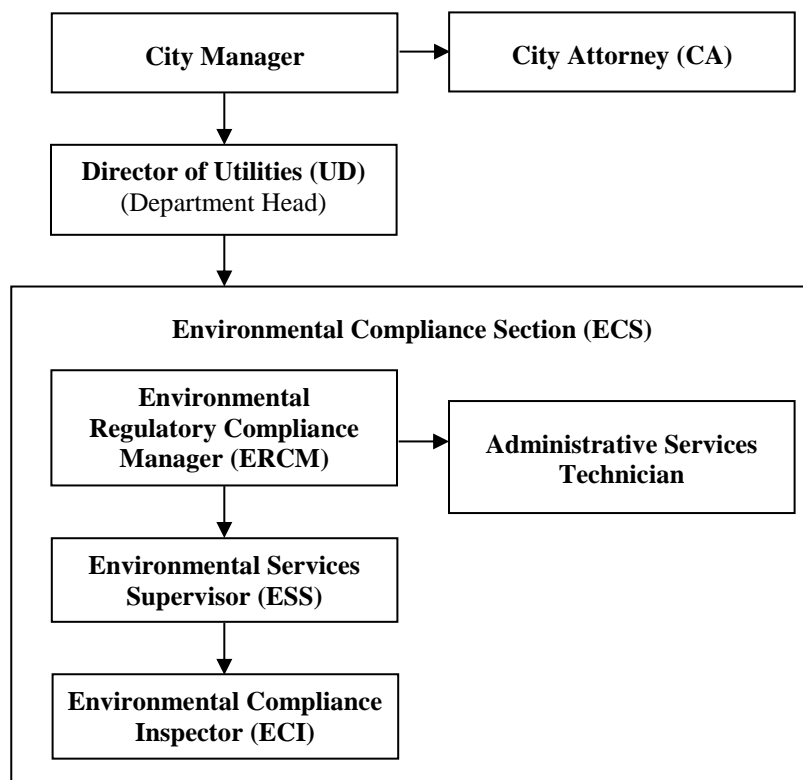 City Manager
City Attorney (CA)
Director of Utilities (UD)
(Department Head)
Environmental Compliance Section (ECS)
Environmental
Regulatory Compliance
Manager (ERCM)
Administrative Services
Technician
Environmental Services
Supervisor (ESS)
Environmental Compliance
Inspector (ECI)